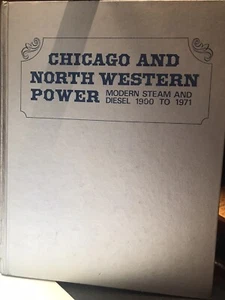 CHICAGO AND
NORTH WESTERN
POWER MODERN STEAM AND
DIESEL 1900 TO 1971